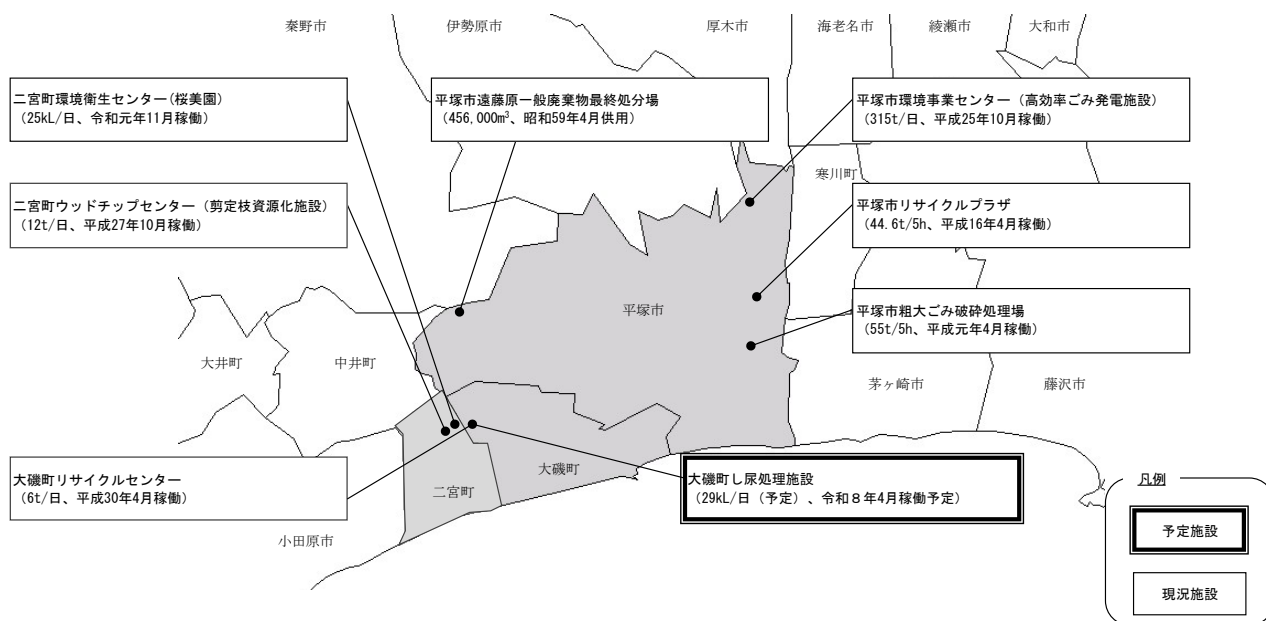 秦野市
伊勢原市
厚木市
海老名市
綾瀬市
大和市
二宮町環境衛生センター(桜美園)
(25kL/日、令和元年11月稼働)
平塚市遠藤原一般廃棄物最終処分場
(456,000m³、昭和59年4月供用)
平塚市環境事業センター(高効率ごみ発電施設)
(315t/日、平成25年10月稼働)
寒川町
二宮町ウッドチップセンター(剪定枝資源化施設)
(12t/日、平成27年10月稼働)
平塚市リサイクルプラザ
(44.6t/5h、平成16年4月稼働)
平塚市
平塚市粗大ごみ破砕処理場
(55t/5h、平成元年4月稼働)
大井町
中井町
茅ヶ崎市
藤沢市
大磯町リサイクルセンター
(6t/日、平成30年4月稼働)
大磯町
二宮町
大磯町し尿処理施設
(29kL/日(予定)、令和8年4月稼働予定)
小田原市
凡例
予定施設
現況施設